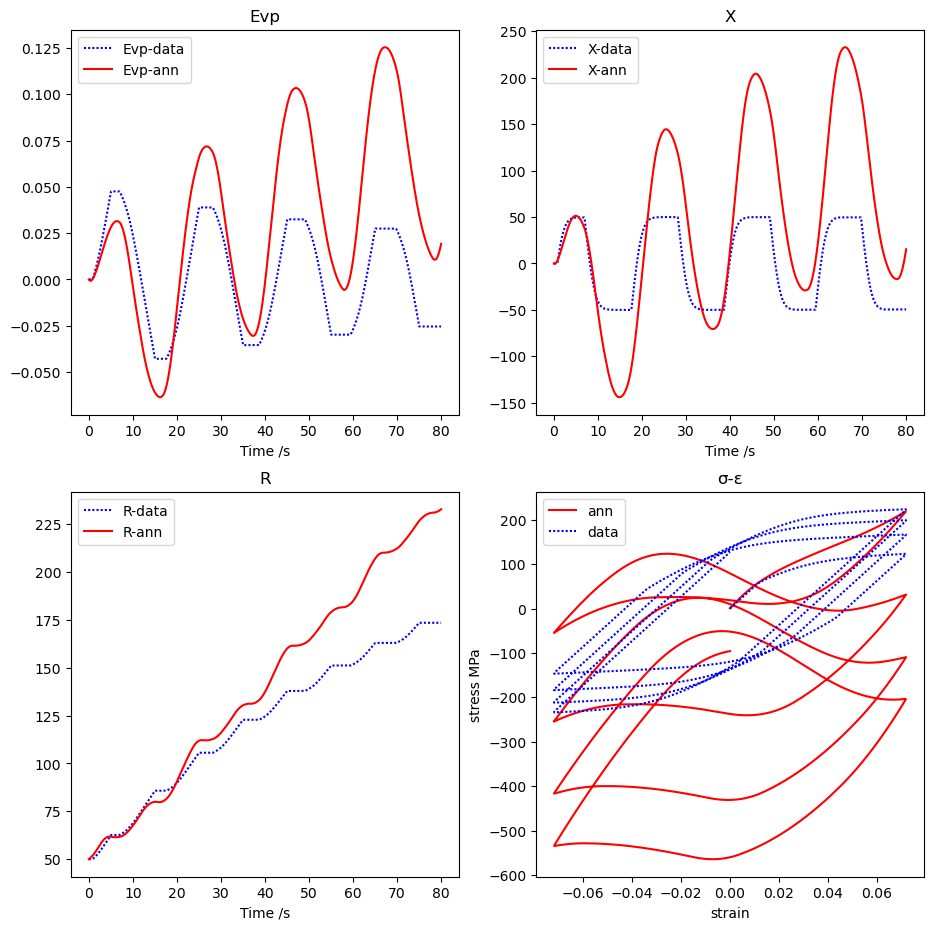 Evp
Evp-data
Evp-ann
0.125
0.100
0.075
0.050
0.025
0.000
−0.025
−0.050
0 10 20 30 40 50 60 70 80
Time /s
X
X-data
X-ann
250
200
150
100
50
0
−50
−100
−150
0 10 20 30 40 50 60 70 80
Time /s
R
R-data
R-ann
225
200
175
150
125
100
75
50
0 10 20 30 40 50 60 70 80
Time /s
σ-ε
ann
data
stress MPa
200
100
0
−100
−200
−300
−400
−500
−600
−0.06 −0.04 −0.02 0.00 0.02 0.04 0.06
strain